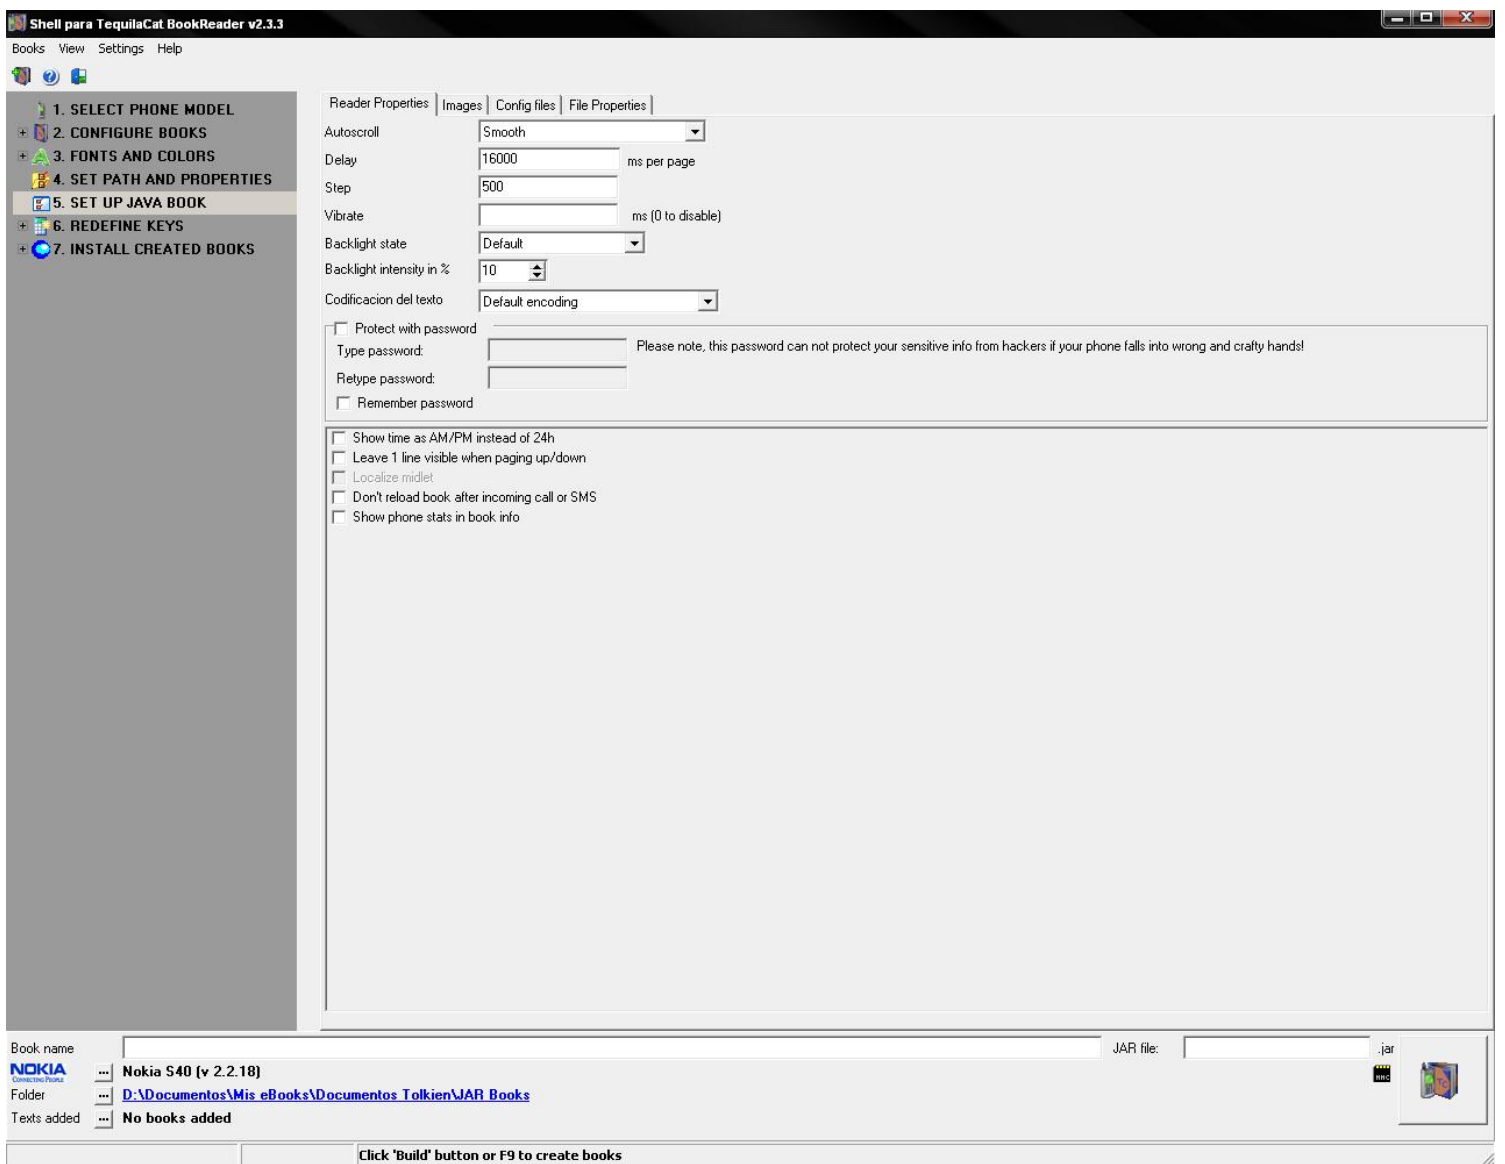 Shell para TequilaCat BookReader v2.3.3
Books View Settings Help
1. SELECT PHONE MODEL
2. CONFIGURE BOOKS
3. FONTS AND COLORS
4. SET PATH AND PROPERTIES
5. SET UP JAVA BOOK
6. REDEFINE KEYS
7. INSTALL CREATED BOOKS
Reader Properties Images Config files File Properties
Autoscroll Smooth
Delay 16000 ms per page
Step 500
Vibrate ms (0 to disable)
Backlight state Default
Backlight intensity in % 10
Codificacion del texto Default encoding
Protect with password
Type password: Please note, this password can not protect your sensitive info from hackers if your phone falls into wrong and crafty hands!
Retype password:
Remember password
Show time as AM/PM instead of 24h
Leave 1 line visible when paging up/down
Localize midlet
Don't reload book after incoming call or SMS
Show phone stats in book info
Book name JAR file: .jar
NOKIA
CONNECTING PEOPLE
... Nokia S40 (v 2.2.18)
MMC
Folder ... D:\Documentos\Mis eBooks\Documentos Tolkien\JAR Books
TC
Texts added ... No books added
Click 'Build' button or F9 to create books